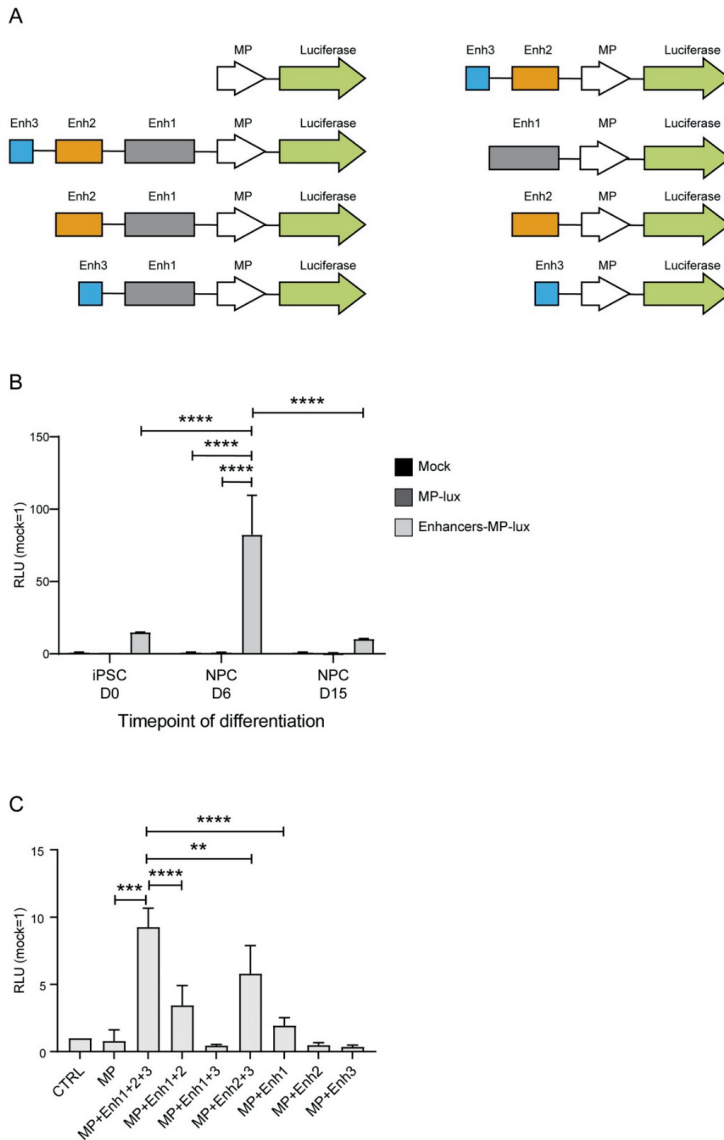 A
MP Luciferase
Enh3 Enh2 MP Luciferase
Enh3 Enh2 Enh1 MP Luciferase
Enh1 MP Luciferase
Enh2 Enh1 MP Luciferase
Enh2 MP Luciferase
Enh3 Enh1 MP Luciferase
Enh3 MP Luciferase
B
RLU (mock=1)
150
100
50
0
****
****
****
****
Mock
MP-lux
Enhancers-MP-lux
iPSC
D0
NPC
D6
NPC
D15
Timepoint of differentiation
C
RLU (mock=1)
15
10
5
0
****
**
***
****
CTRL
MP
MP+Enh1+2+3
MP+Enh1+2
MP+Enh1+3
MP+Enh2+3
MP+Enh1
MP+Enh2
MP+Enh3